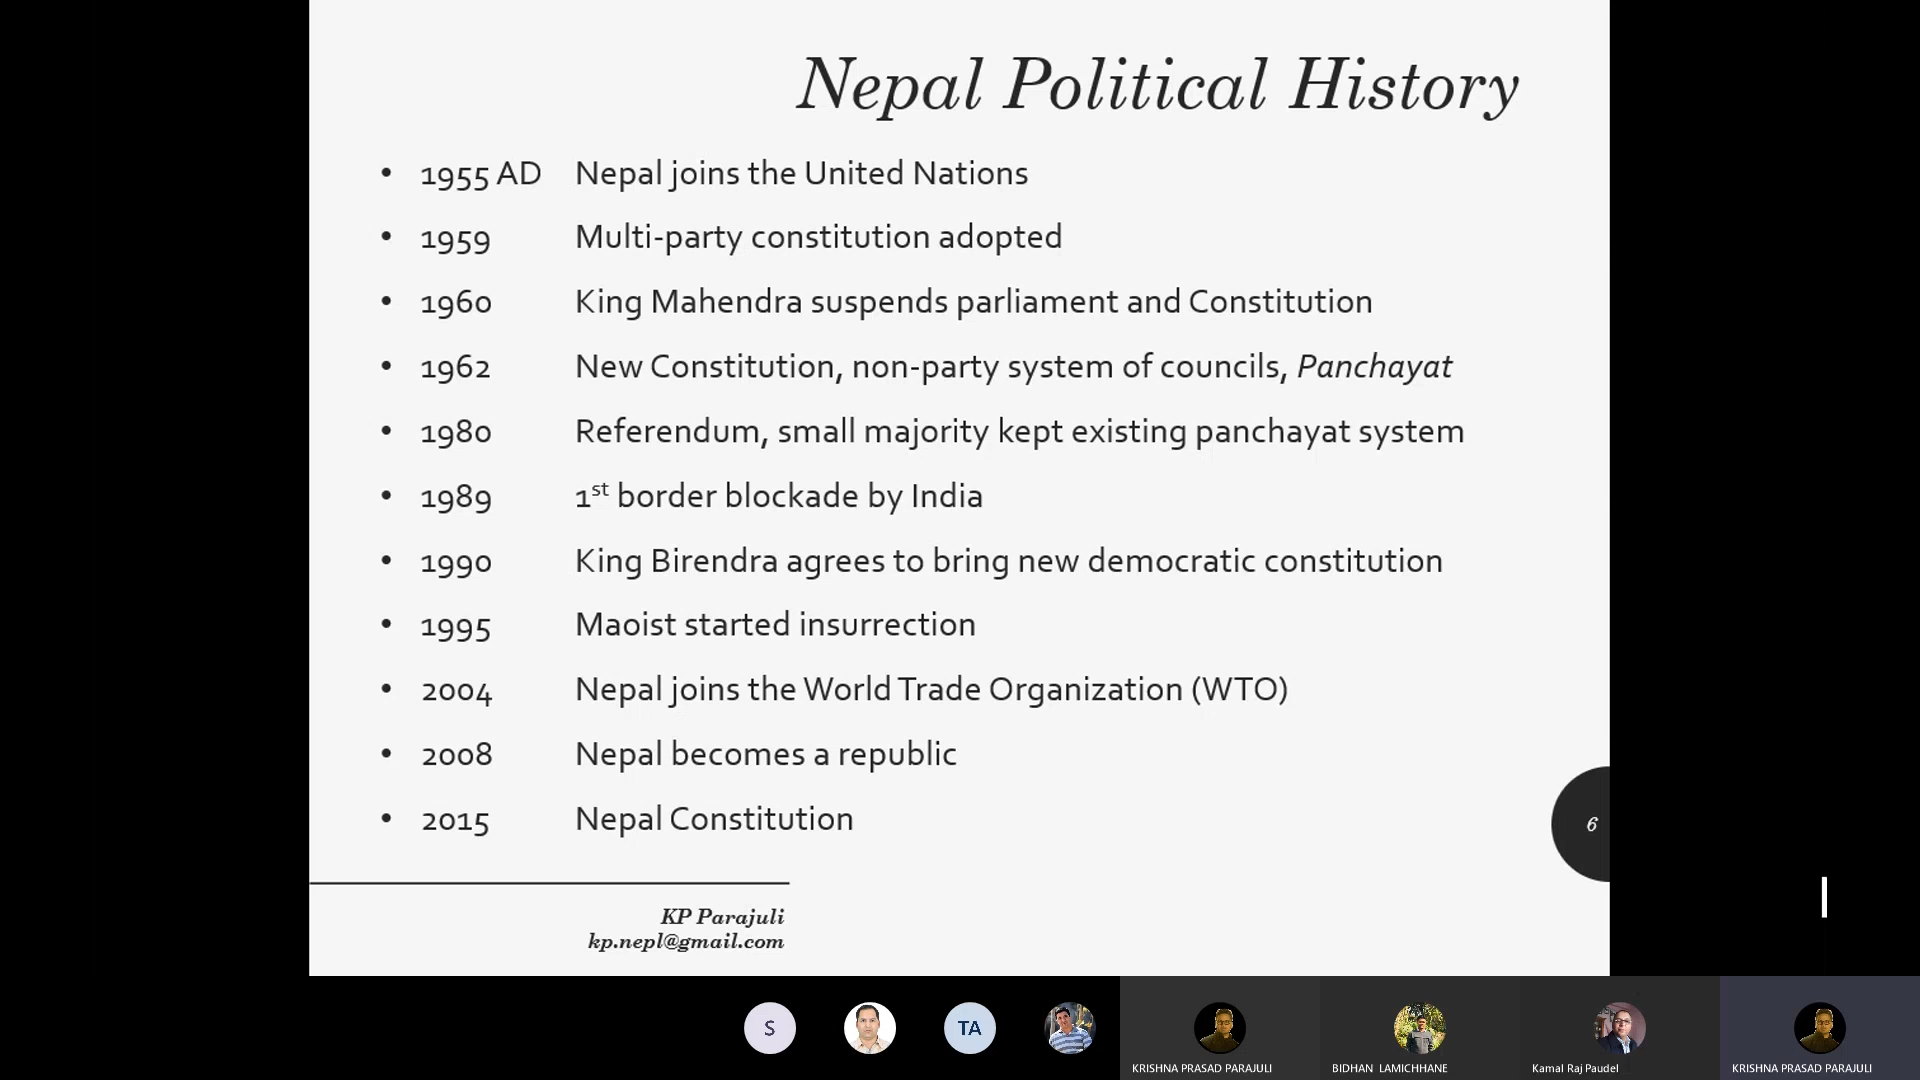 Nepal Political History
• 1955 AD Nepal joins the United Nations
• 1959 Multi-party constitution adopted
• 1960 King Mahendra suspends parliament and Constitution
• 1962 New Constitution, non-party system of councils, Panchayat
• 1980 Referendum, small majority kept existing panchayat system
• 1989 1st border blockade by India
• 1990 King Birendra agrees to bring new democratic constitution
• 1995 Maoist started insurrection
• 2004 Nepal joins the World Trade Organization (WTO)
• 2008 Nepal becomes a republic
• 2015 Nepal Constitution
6
KP Parajuli
kp.nepl@gmail.com
S TA
KRISHNA PRASAD PARAJULI BIDHAN LAMICHHANE Kamal Raj Paudel KRISHNA PRASAD PARAJULI